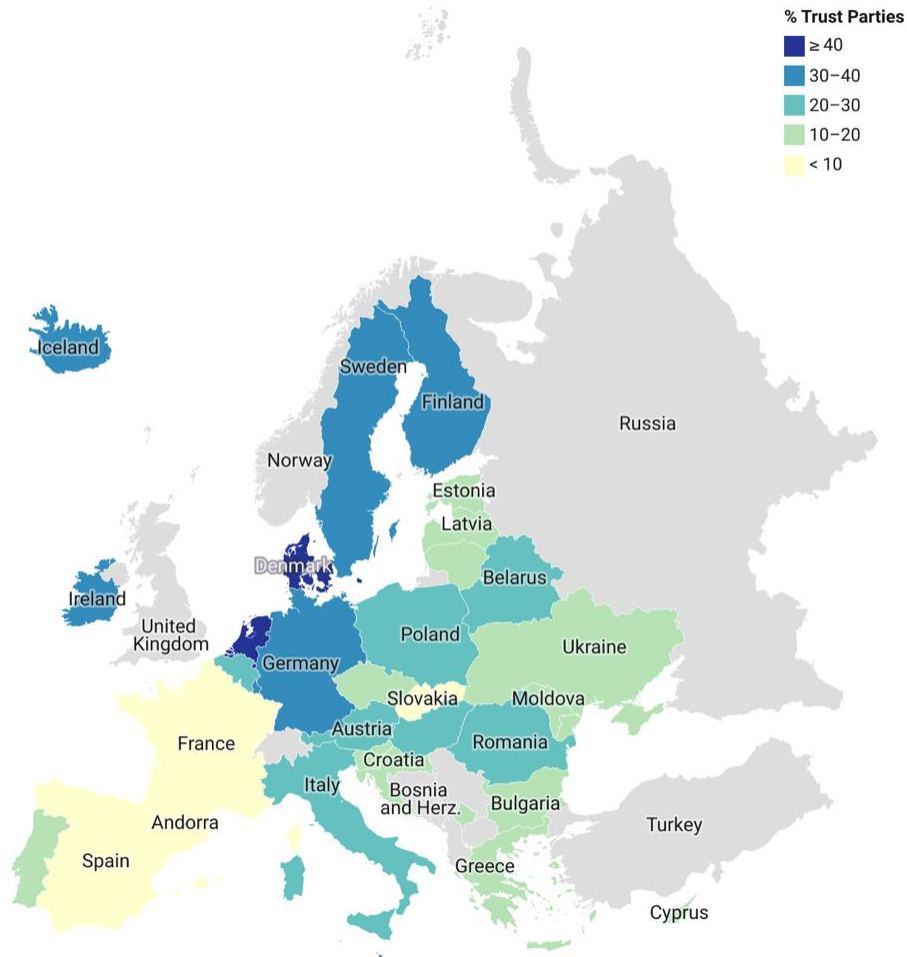 % Trust Parties
≥ 40
30–40
20–30
10–20
< 10
Iceland
Sweden
Finland
Russia
Norway
Estonia
Latvia
Denmark
Belarus
Ireland
United
Kingdom
Poland
Ukraine
Germany
Slovakia
Moldova
Austria
France
Romania
Croatia
Italy
Bosnia
and Herz.
Bulgaria
Andorra
Turkey
Spain
Greece
Cyprus